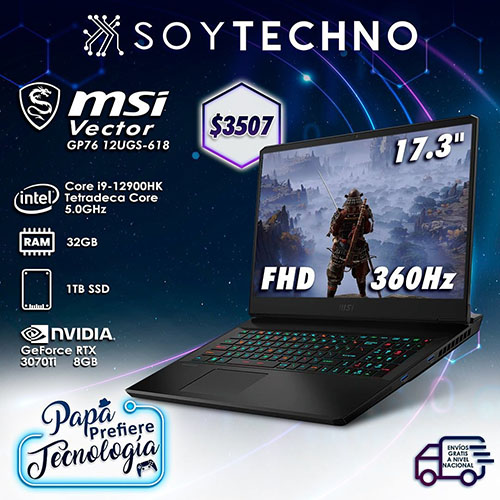 SOYTECHNO
msi
Vector
GP76 12UGS-618
$3507
17.3"
intel
Core i9-12900HK
Tetradeca Core
5.0GHz
RAM
32GB
FHD
360Hz
1TB SSD
NVIDIA
GeForce RTX
3070Ti 8GB
msi
Papá
Prefiere
Tecnología
ENVÍOS
GRATIS
A NIVEL
NACIONAL